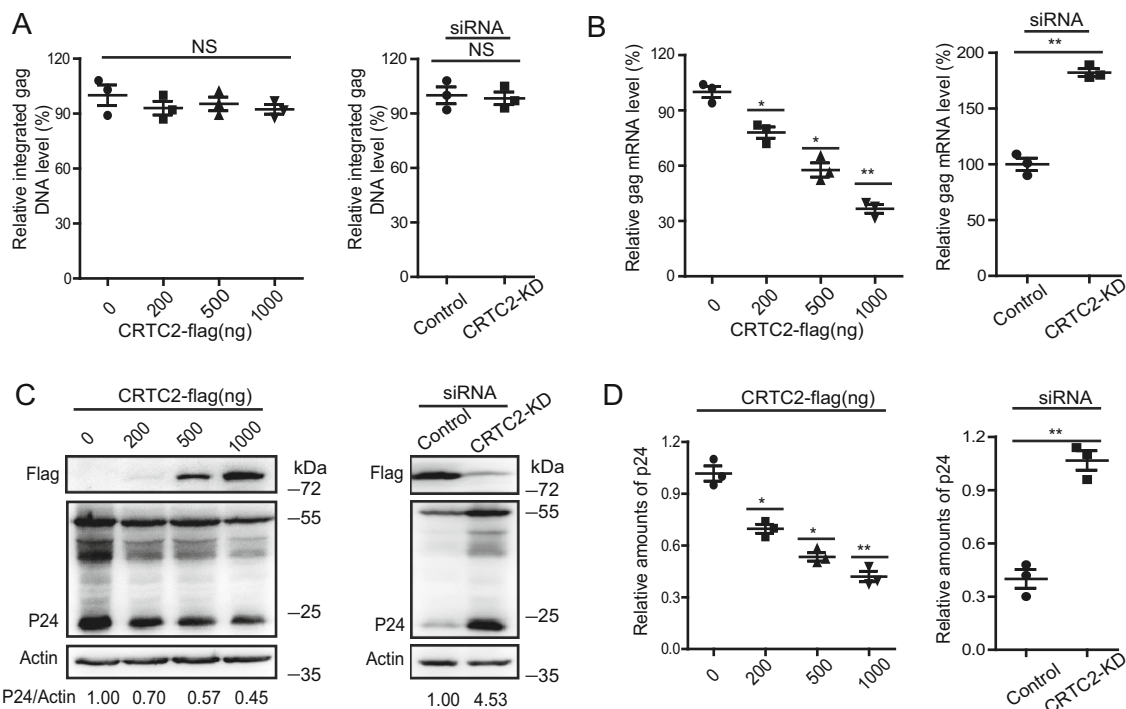 A
NS
Relative integrated gag
DNA level (%)
120
90
60
30
0
0
200
500
1000
CRTC2-flag(ng)
siRNA
NS
Relative integrated gag
DNA level (%)
120
90
60
30
0
Control
CRTC2-KD
B
Relative gag mRNA level (%)
120
90
60
30
0
*
*
**
0
200
500
1000
CRTC2-flag(ng)
siRNA
**
Relative gag mRNA level (%)
200
150
100
50
0
Control
CRTC2-KD
C
CRTC2-flag(ng)
0 200 500 1000
Flag
kDa
–72
–55
–25
P24
Actin
–35
P24/Actin 1.00 0.70 0.57 0.45
siRNA
Control CRTC2-KD
Flag
kDa
–72
–55
–25
P24
Actin
–35
1.00 4.53
D
CRTC2-flag(ng)
Relative amounts of p24
1.2
0.9
0.6
0.3
0.0
*
*
**
0
200
500
1000
siRNA
**
Relative amounts of p24
1.2
0.9
0.6
0.3
0.0
Control
CRTC2-KD